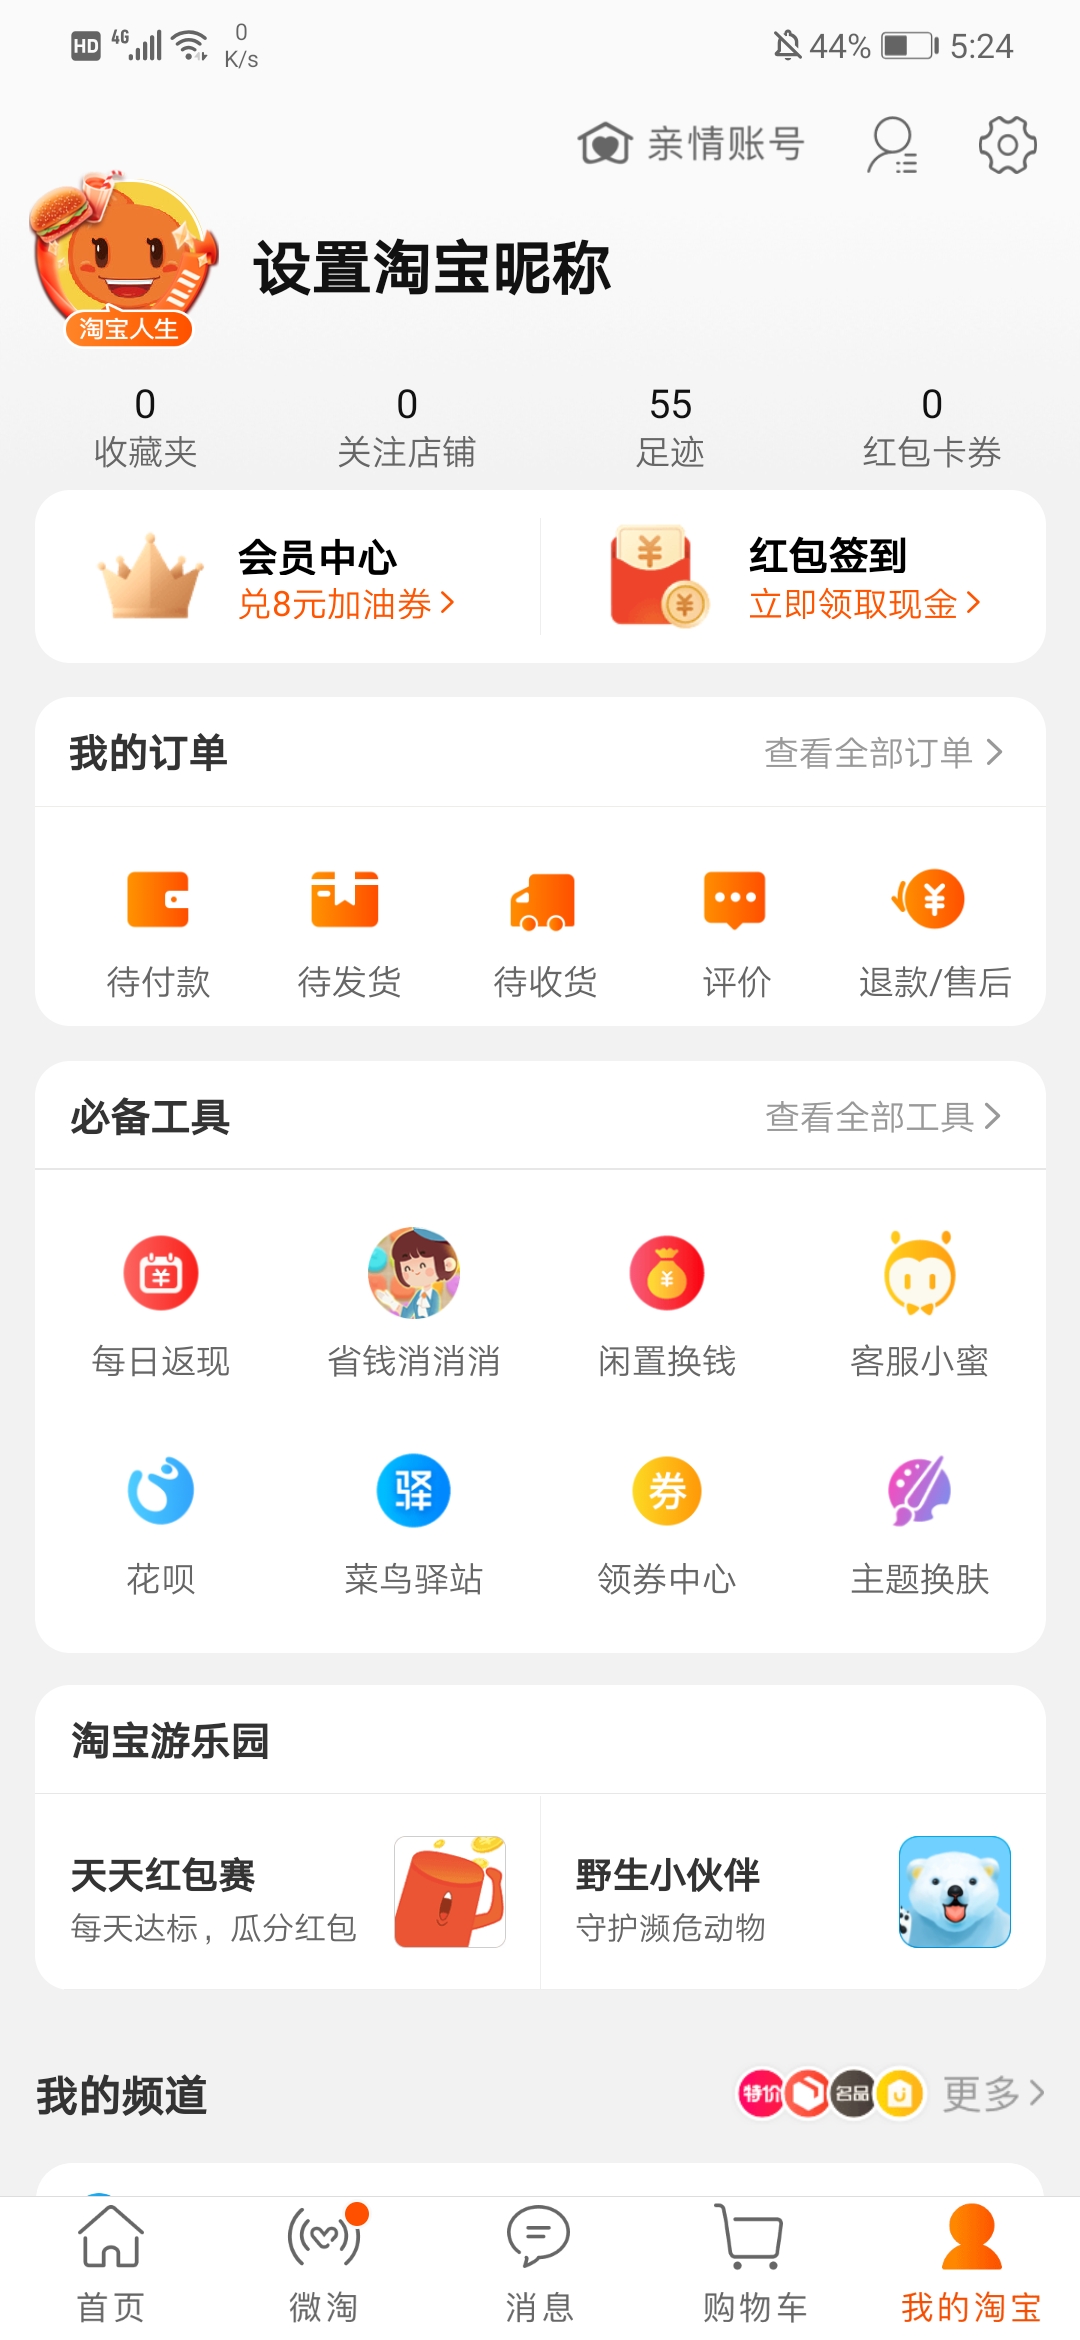 HD 4G 0 K/s 44% 5:24
亲情账号
设置淘宝昵称
淘宝人生
0 0 55 0
收藏夹 关注店铺 足迹 红包卡券
会员中心 红包签到
兑8元加油券 立即领取现金
我的订单 查看全部订单
待付款 待发货 待收货 评价 退款/售后
必备工具 查看全部工具
每日返现 省钱消消消 闲置换钱 客服小蜜
驿 券
花呗 菜鸟驿站 领券中心 主题换肤
淘宝游乐园
天天红包赛 野生小伙伴
每天达标，瓜分红包 守护濒危动物
我的频道 特价 名品 更多
首页 微淘 消息 购物车 我的淘宝